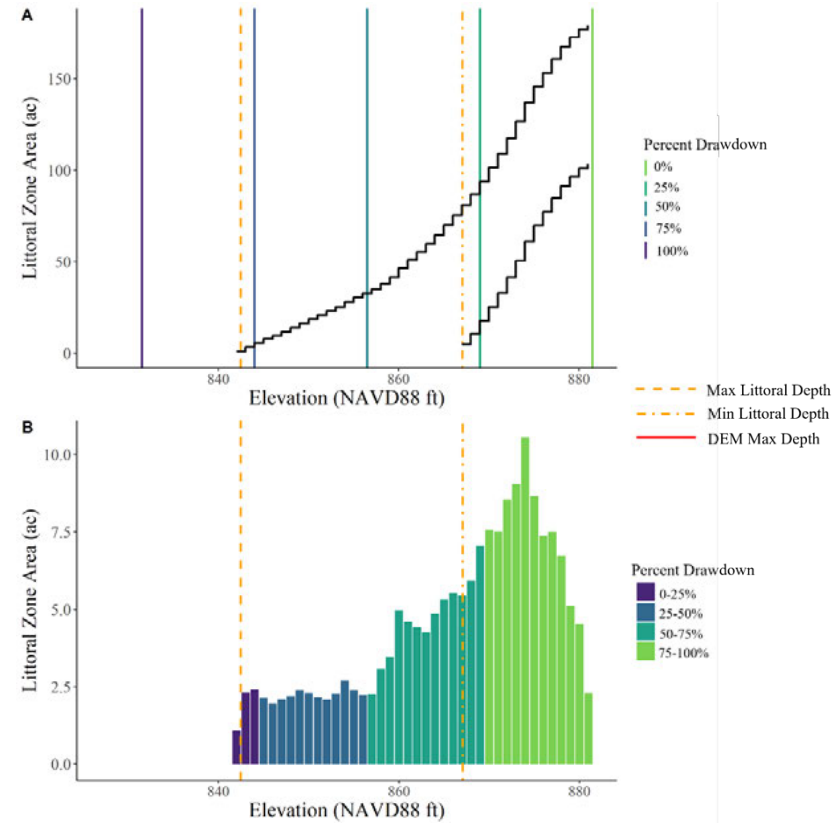 A
Littoral Zone Area (ac)
150
100
50
0
840
860
880
Elevation (NAVD88 ft)
Percent Drawdown
0%
25%
50%
75%
100%
Max Littoral Depth
Min Littoral Depth
DEM Max Depth
B
Littoral Zone Area (ac)
10.0
7.5
5.0
2.5
0.0
840
860
880
Elevation (NAVD88 ft)
Percent Drawdown
0-25%
25-50%
50-75%
75-100%